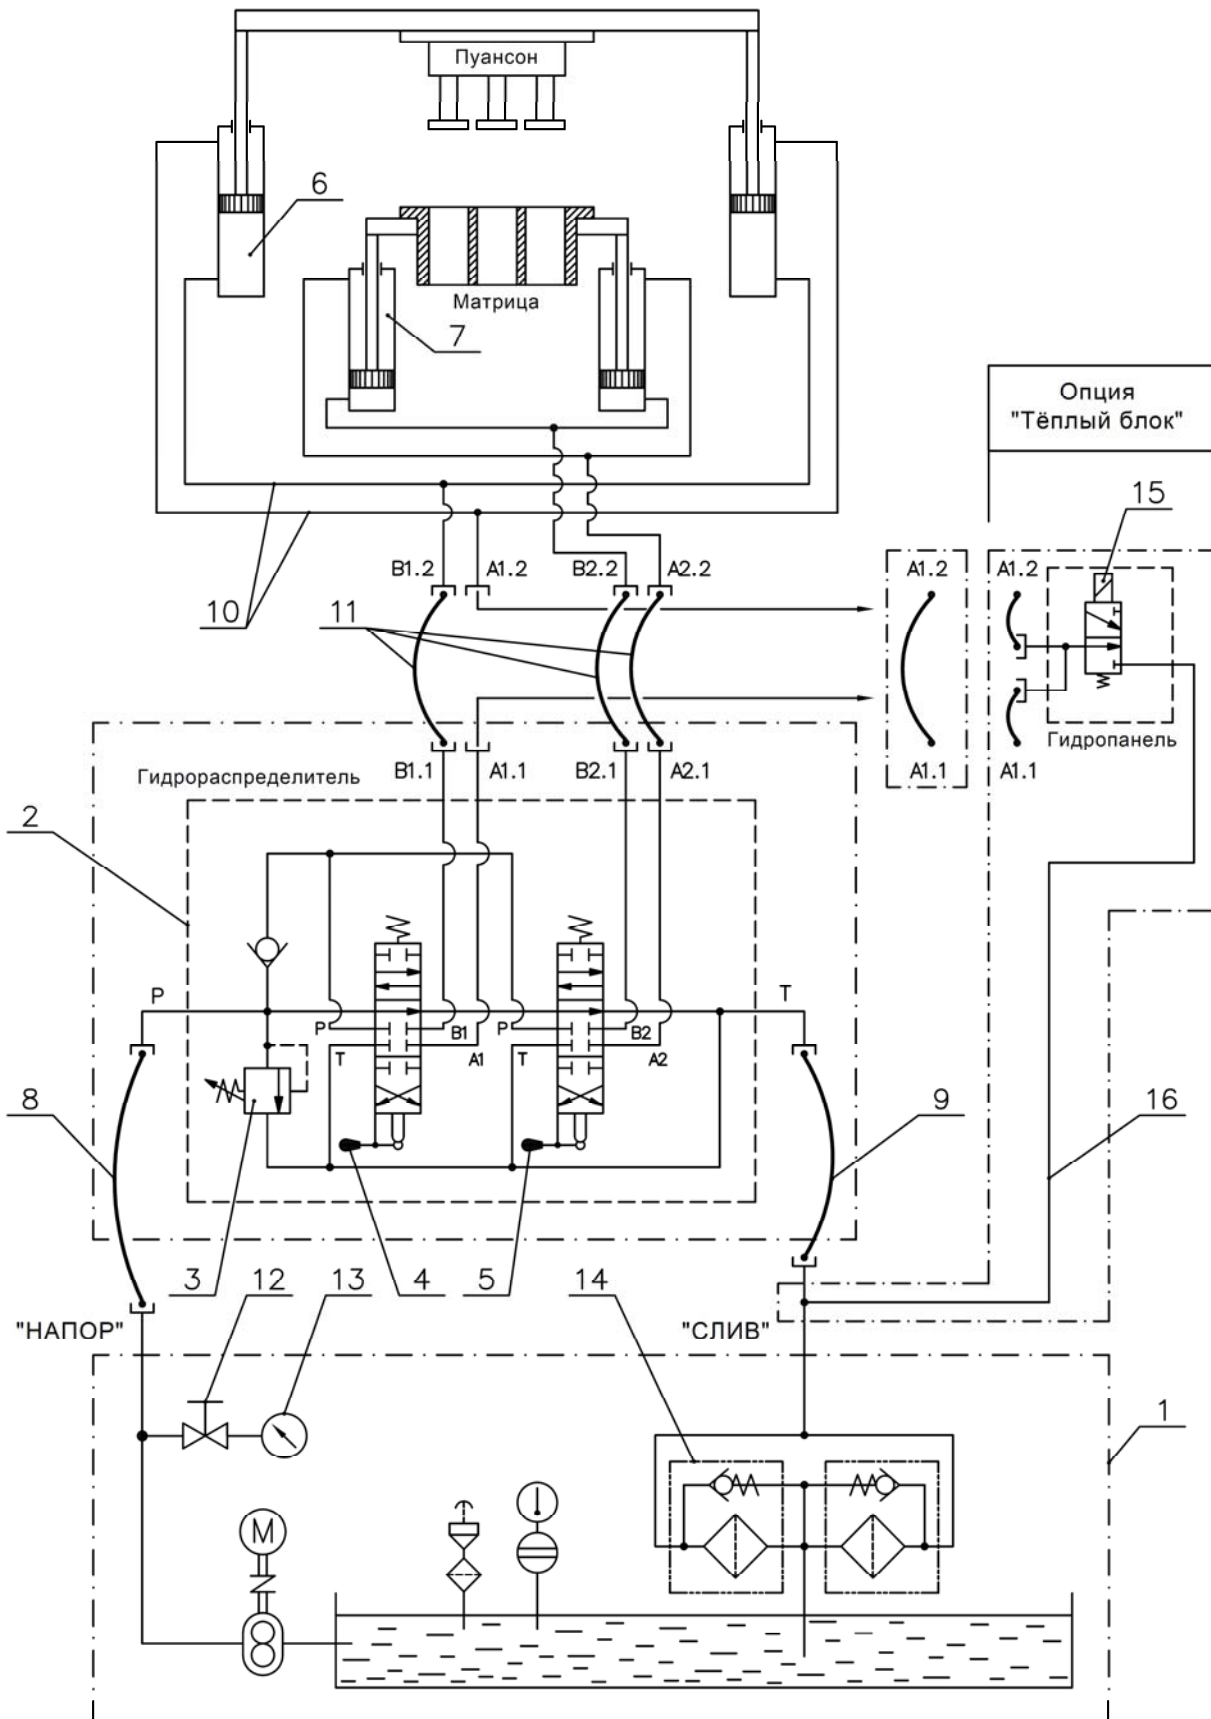 Пуансон
6
Матрица
7
Опция
"Тёплый блок"
15
B1.2
A1.2
B2.2
A2.2
A1.2
A1.2
10
11
Гидропанель
B1.1
A1.1
B2.1
A2.1
A1.1
A1.1
Гидрораспределитель
2
P
T
P
B1
P
B2
T
A1
T
A2
8
9
16
3
12
13
4
5
14
"НАПОР"
"СЛИВ"
1
M